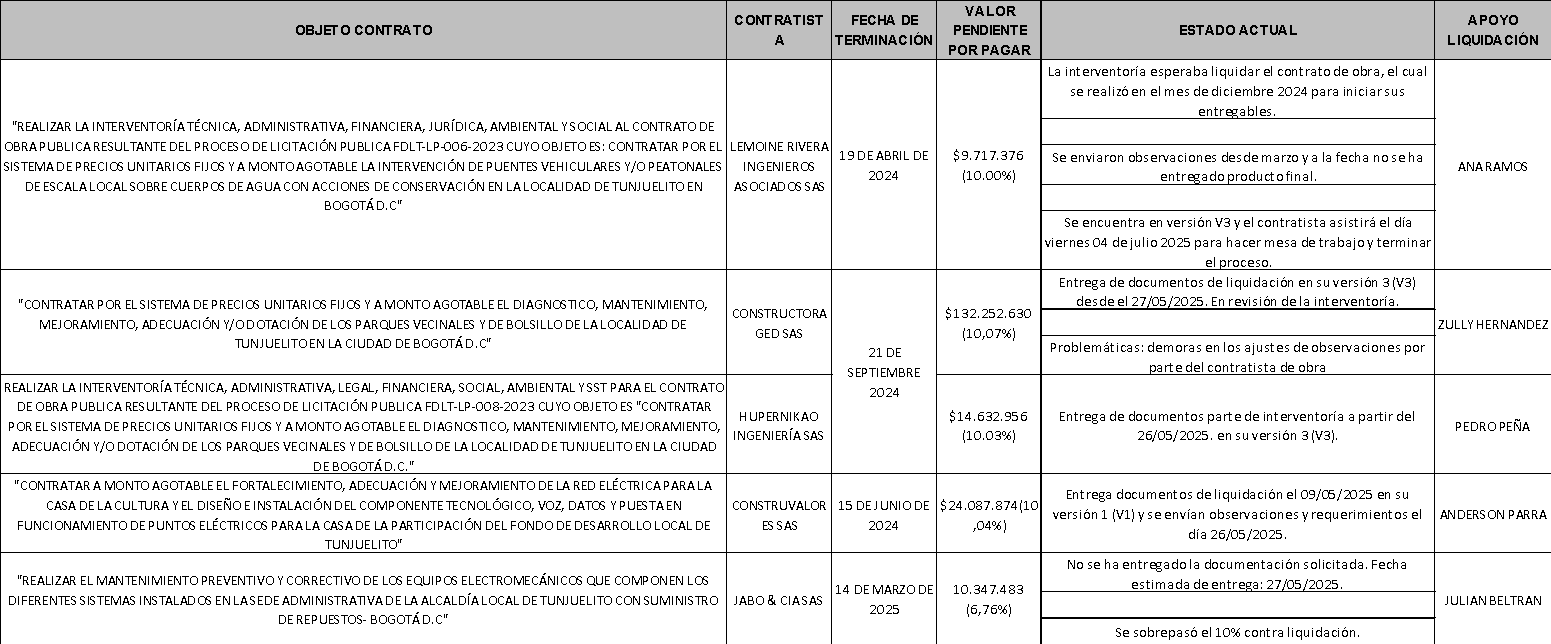 OBJETO CONTRATO
CONTRATIST
A
FECHA DE
TERMINACIÓN
VALOR
PENDIENTE
POR PAGAR
ESTADO ACTUAL
APOYO
LIQUIDACIÓN
"REALIZAR LA INTERVENTORÍA TÉCNICA, ADMINISTRATIVA, FINANCIERA, JURÍDICA, AMBIENTAL Y SOCIAL AL CONTRATO DE
OBRA PUBLICA RESULTANTE DEL PROCESO DE LICITACIÓN PUBLICA FDLT-LP-006-2023 CUYO OBJETO ES: CONTRATAR POR EL
SISTEMA DE PRECIOS UNITARIOS FIJOS Y A MONTO AGOTABLE LA INTERVENCIÓN DE PUENTES VEHICULARES Y/O PEATONALES
DE ESCALA LOCAL SOBRE CUERPOS DE AGUA CON ACCIONES DE CONSERVACIÓN EN LA LOCALIDAD DE TUNJUELITO EN
BOGOTÁ D.C"
LEMOINE RIVERA
INGENIEROS
ASOCIADOS SAS
19 DE ABRIL DE
2024
$9.717.376
(10.00%)
La interventoría esperaba liquidar el contrato de obra, el cual
se realizó en el mes de diciembre 2024 para iniciar sus
entregables.
Se enviaron observaciones desde marzo y a la fecha no se ha
entregado producto final.
Se encuentra en versión V3 y el contratista asistirá el día
viernes 04 de julio 2025 para hacer mesa de trabajo y terminar
el proceso.
ANA RAMOS
"CONTRATAR POR EL SISTEMA DE PRECIOS UNITARIOS FIJOS Y A MONTO AGOTABLE EL DIAGNOSTICO, MANTENIMIENTO,
MEJORAMIENTO, ADECUACIÓN Y/O DOTACIÓN DE LOS PARQUES VECINALES Y DE BOLSILLO DE LA LOCALIDAD DE
TUNJUELITO EN LA CIUDAD DE BOGOTÁ D.C"
CONSTRUCTORA
GED SAS
21 DE
SEPTIEMBRE
2024
$132.252.630
(10,07%)
Entrega de documentos de liquidación en su versión 3 (V3)
desde el 27/05/2025. En revisión de la interventoría.
Problemáticas: demoras en los ajustes de observaciones por
parte del contratista de obra
ZULLY HERNANDEZ
REALIZAR LA INTERVENTORÍA TÉCNICA, ADMINISTRATIVA, LEGAL, FINANCIERA, SOCIAL, AMBIENTAL Y SST PARA EL CONTRATO
DE OBRA PUBLICA RESULTANTE DEL PROCESO DE LICITACIÓN PUBLICA FDLT-LP-008-2023 CUYO OBJETO ES "CONTRATAR
POR EL SISTEMA DE PRECIOS UNITARIOS FIJOS Y A MONTO AGOTABLE EL DIAGNOSTICO, MANTENIMIENTO, MEJORAMIENTO,
ADECUACIÓN Y/O DOTACIÓN DE LOS PARQUES VECINALES Y DE BOLSILLO DE LA LOCALIDAD DE TUNJUELITO EN LA CIUDAD
DE BOGOTÁ D.C."
HUPERNIKAO
INGENIERÍA SAS
$14.632.956
(10.03%)
Entrega de documentos parte de interventoría a partir del
26/05/2025. en su versión 3 (V3).
PEDRO PEÑA
"CONTRATAR A MONTO AGOTABLE EL FORTALECIMIENTO, ADECUACIÓN Y MEJORAMIENTO DE LA RED ELÉCTRICA PARA LA
CASA DE LA CULTURA Y EL DISEÑO E INSTALACIÓN DEL COMPONENTE TECNOLÓGICO, VOZ, DATOS Y PUESTA EN
FUNCIONAMIENTO DE PUNTOS ELÉCTRICOS PARA LA CASA DE LA PARTICIPACIÓN DEL FONDO DE DESARROLLO LOCAL DE
TUNJUELITO"
CONSTRUVALOR
ES SAS
15 DE JUNIO DE
2024
$24.087.874(10
,04%)
Entrega documentos de liquidación el 09/05/2025 en su
versión 1 (V1) y se envían observaciones y requerimientos el
día 26/05/2025.
ANDERSON PARRA
"REALIZAR EL MANTENIMIENTO PREVENTIVO Y CORRECTIVO DE LOS EQUIPOS ELECTROMECÁNICOS QUE COMPONEN LOS
DIFERENTES SISTEMAS INSTALADOS EN LA SEDE ADMINISTRATIVA DE LA ALCALDÍA LOCAL DE TUNJUELITO CON SUMINISTRO
DE REPUESTOS- BOGOTÁ D.C"
JABO & CIA SAS
14 DE MARZO DE
2025
10.347.483
(6,76%)
No se ha entregado la documentación solicitada. Fecha
estimada de entrega: 27/05/2025.
Se sobrepasó el 10% contra liquidación.
JULIAN BELTRAN